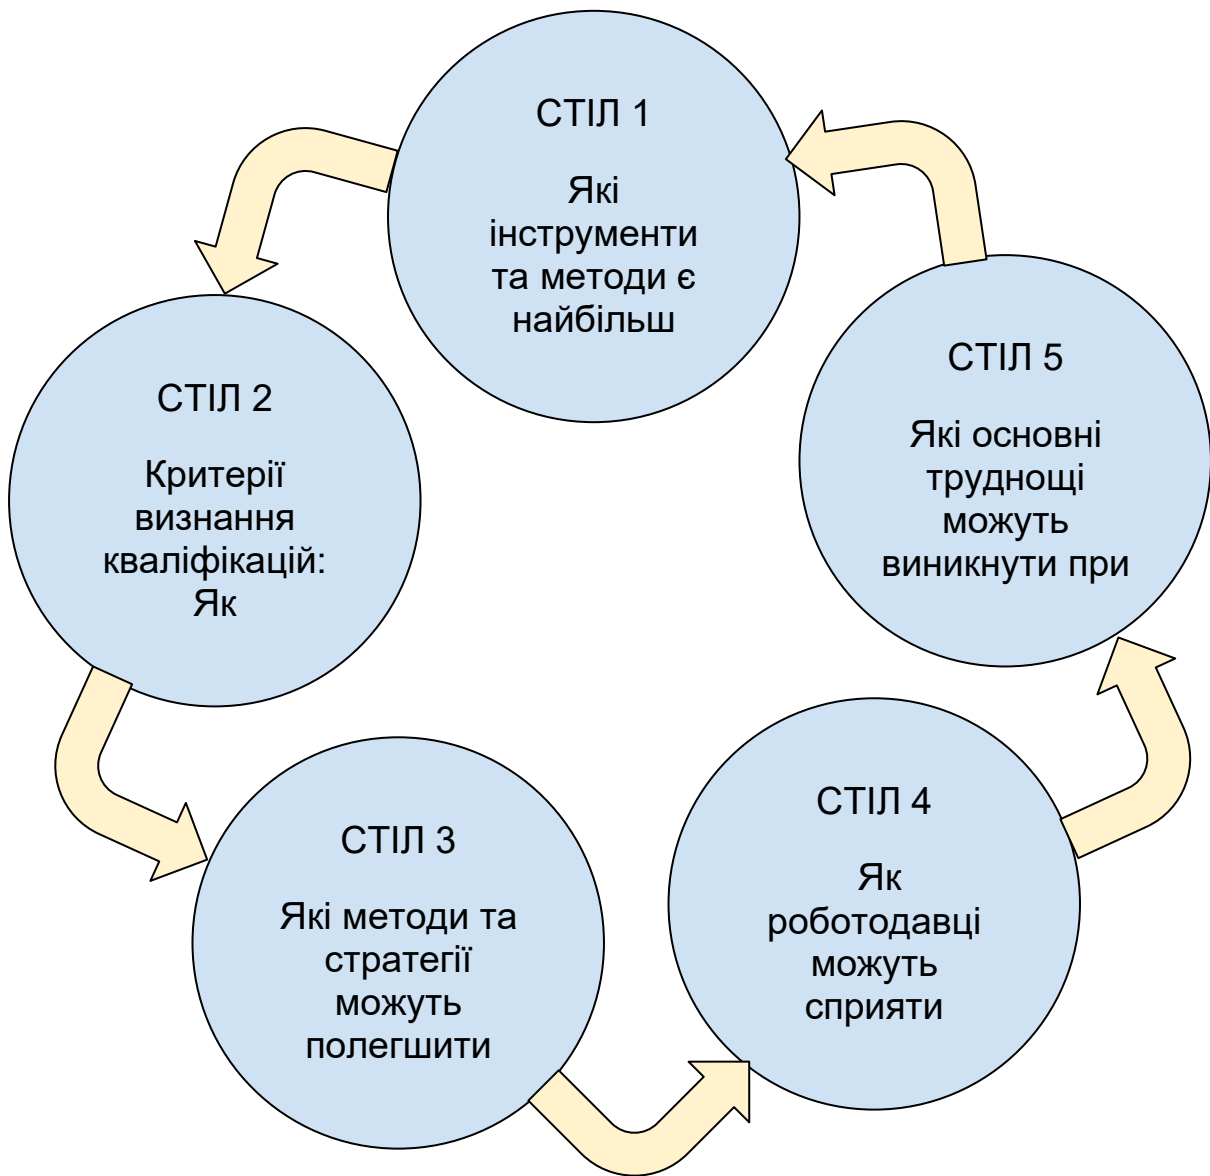 СТІЛ 1
Які
інструменти
та методи є
найбільш
СТІЛ 2
Критерії
визнання
кваліфікацій:
Як
СТІЛ 3
Які методи та
стратегії
можуть
полегшити
СТІЛ 4
Як
роботодавці
можуть
сприяти
СТІЛ 5
Які основні
труднощі
можуть
виникнути при